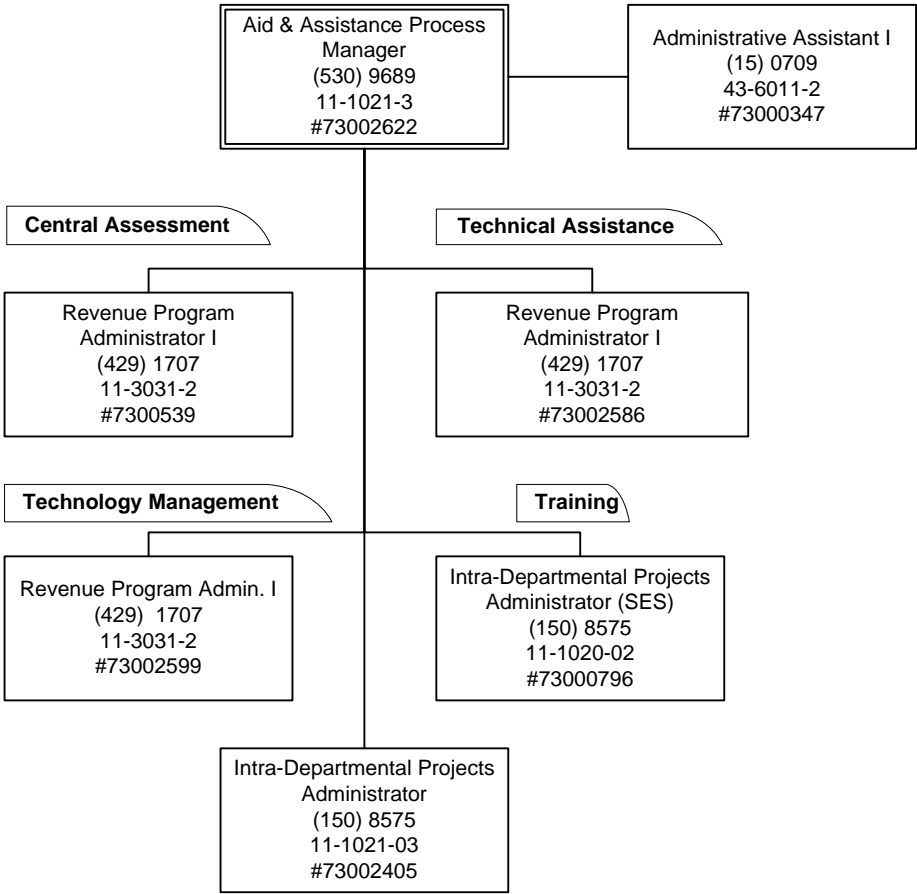 Aid & Assistance Process
Manager
(530) 9689
11-1021-3
#73002622
Administrative Assistant I
(15) 0709
43-6011-2
#73000347
Central Assessment
Technical Assistance
Revenue Program
Administrator I
(429) 1707
11-3031-2
#7300539
Revenue Program
Administrator I
(429) 1707
11-3031-2
#73002586
Technology Management
Training
Revenue Program Admin. I
(429) 1707
11-3031-2
#73002599
Intra-Departmental Projects
Administrator (SES)
(150) 8575
11-1020-02
#73000796
Intra-Departmental Projects
Administrator
(150) 8575
11-1021-03
#73002405